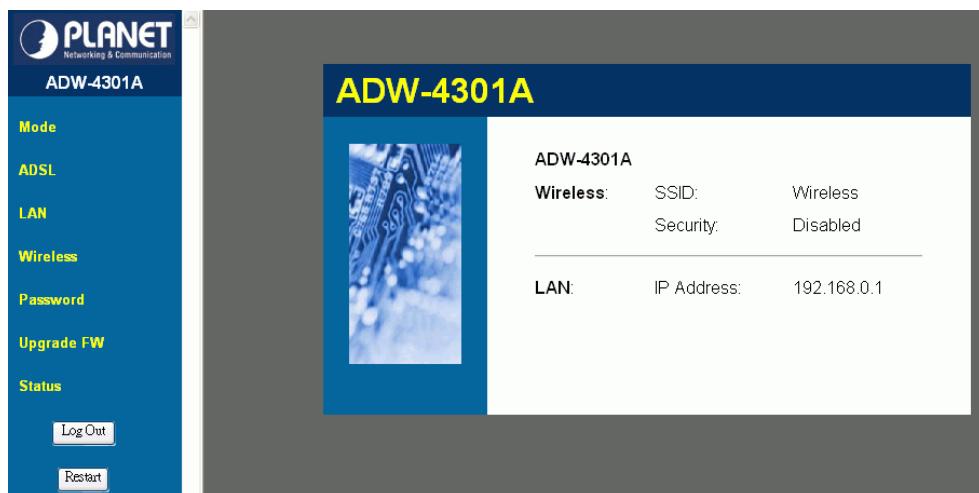 PLANET
Networking & Communication
ADW-4301A
Mode
ADSL
LAN
Wireless
Password
Upgrade FW
Status
Log Out
Restart
ADW-4301A
ADW-4301A
Wireless: SSID: Wireless
Security: Disabled
LAN: IP Address: 192.168.0.1